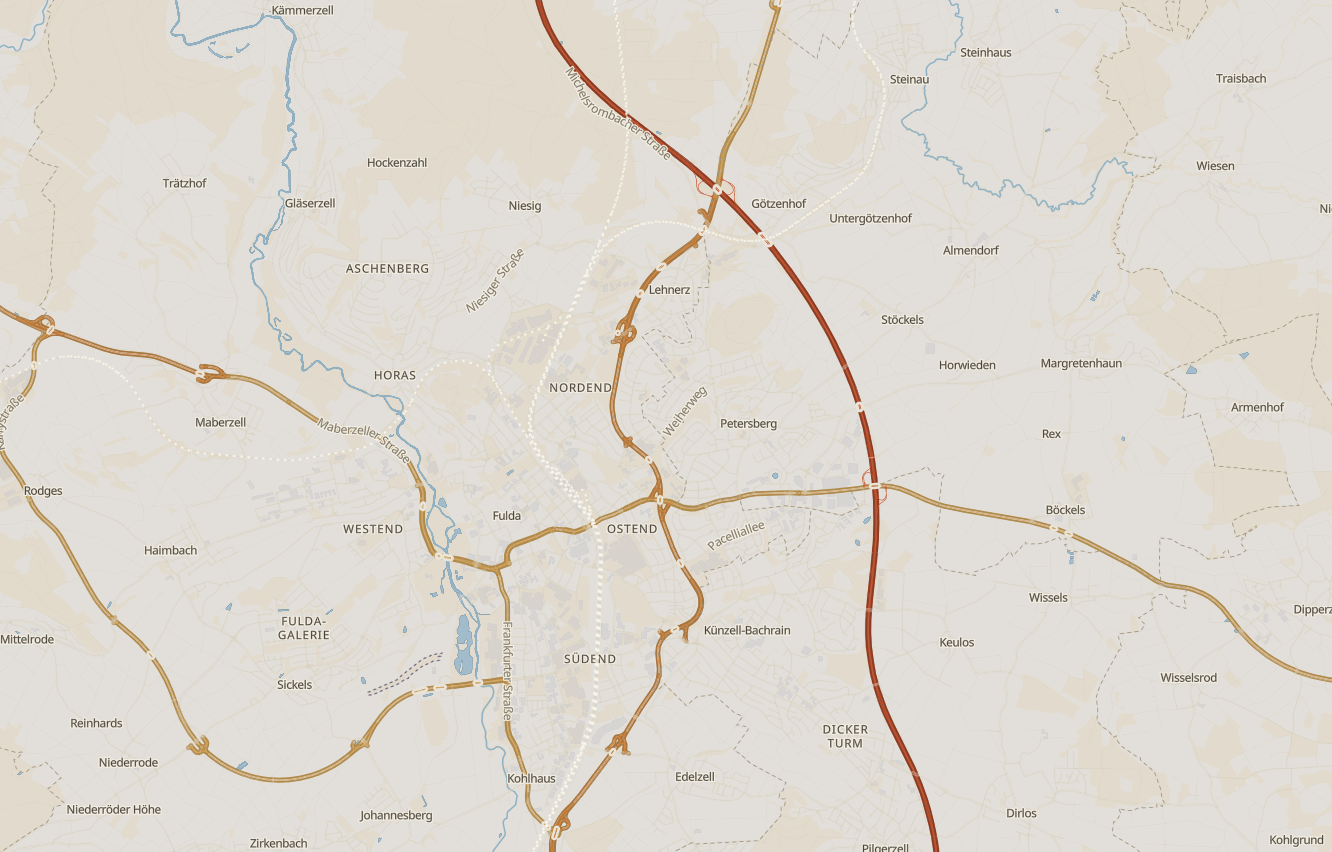 Kämmerzell
Steinhaus
Steinau
Traisbach
Michelsrombacher Straße
Hockenzahl
Wiesen
Trätzhof
Gläserzell
Niesig
Götzenhof
Untergötzenhof
Almendorf
ASCHENBERG
Niesiger Straße
Lehnerz
Stöckels
Horwieden
Margretenhaun
HORAS
NORDEND
Armenhof
Maberzell
Maberzeller-Straße
Weiherweg
Petersberg
Rex
Rodges
Fulda
WESTEND
OSTEND
Pacelliallee
Böckels
Haimbach
Wissels
FULDA-
GALERIE
Mittelrode
Frankfurter Straße
Künzell-Bachrain
Keulos
SÜDEND
Sickels
Wisselsrod
Reinhards
DICKER
TURM
Niederrode
Kohlhaus
Edelzell
Niederröder Höhe
Johannesberg
Dirlos
Zirkenbach
Pilgerzell
Kohlgrund